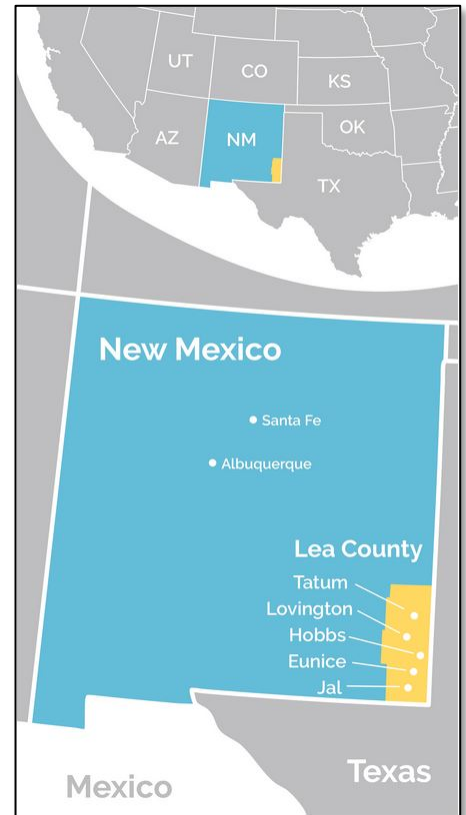 UT
CO
KS
AZ
NM
OK
TX
New Mexico
Santa Fe
Albuquerque
Lea County
Tatum
Lovington
Hobbs
Eunice
Jal
Texas
Mexico